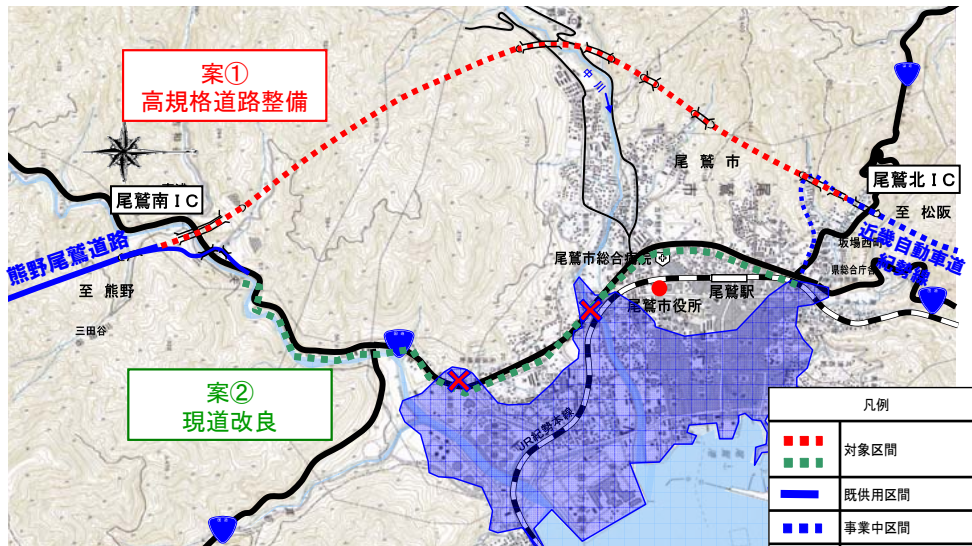 案①
高規格道路整備
中川
尾鷲市
尾鷲北IC
至 松阪
尾鷲南IC
近畿自動車道
紀勢線
熊野尾鷲道路
坂場西町
尾鷲市総合病院
県総合庁舎
至 熊野
尾鷲駅
尾鷲市役所
三田谷
案②
現道改良
JR紀勢本線
凡例
対象区間
既供用区間
事業中区間